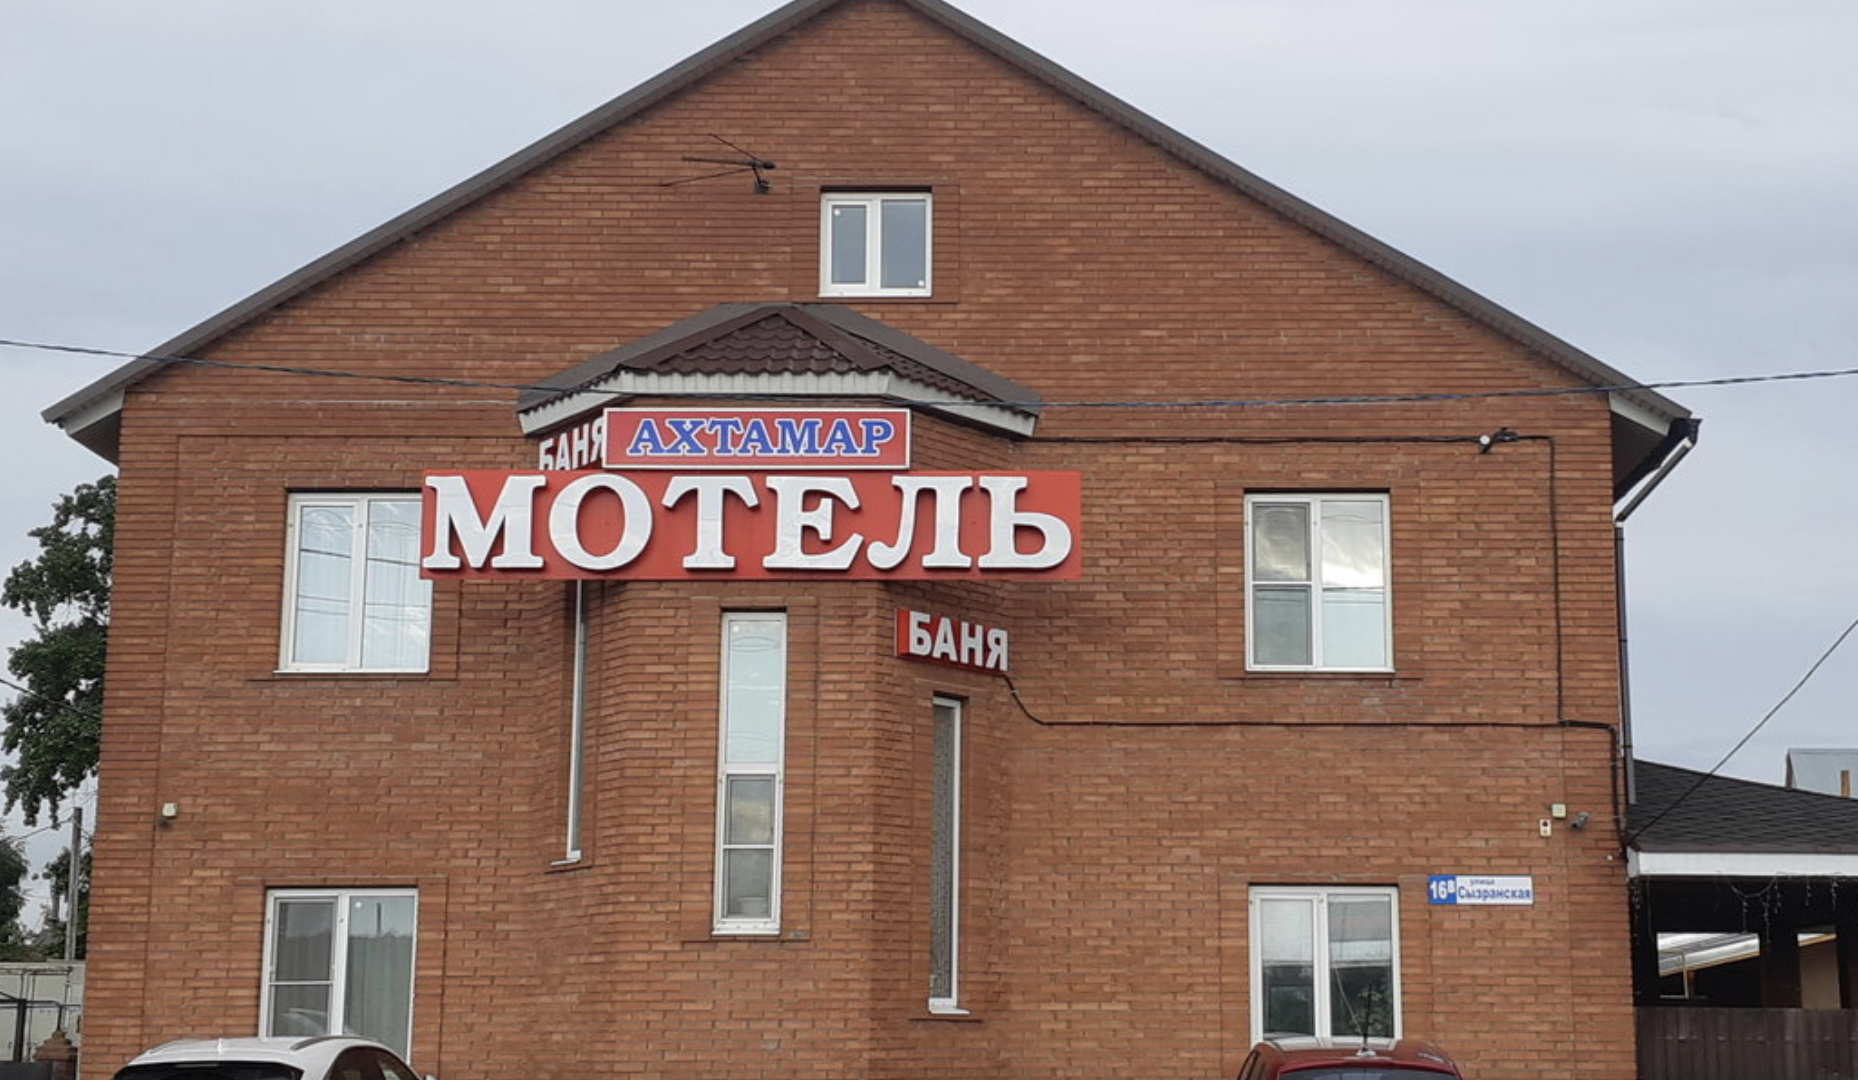 АХТАМАР
БАНЯ
МОТЕЛЬ
БАНЯ
16В улица
Сызранская